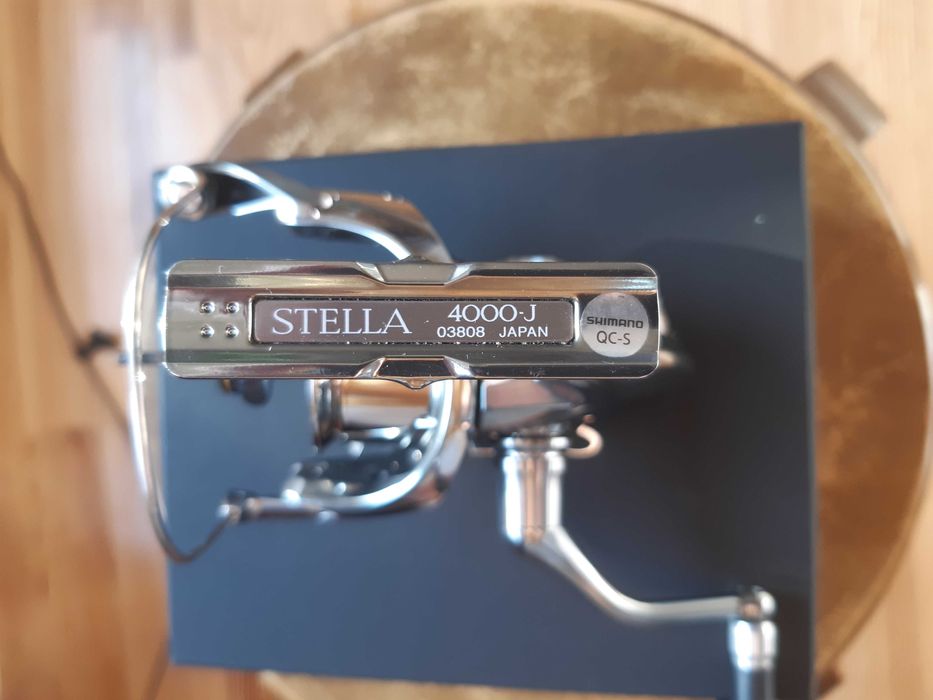 STELLA 4000-J
03808 JAPAN
SHIMANO
QC-S